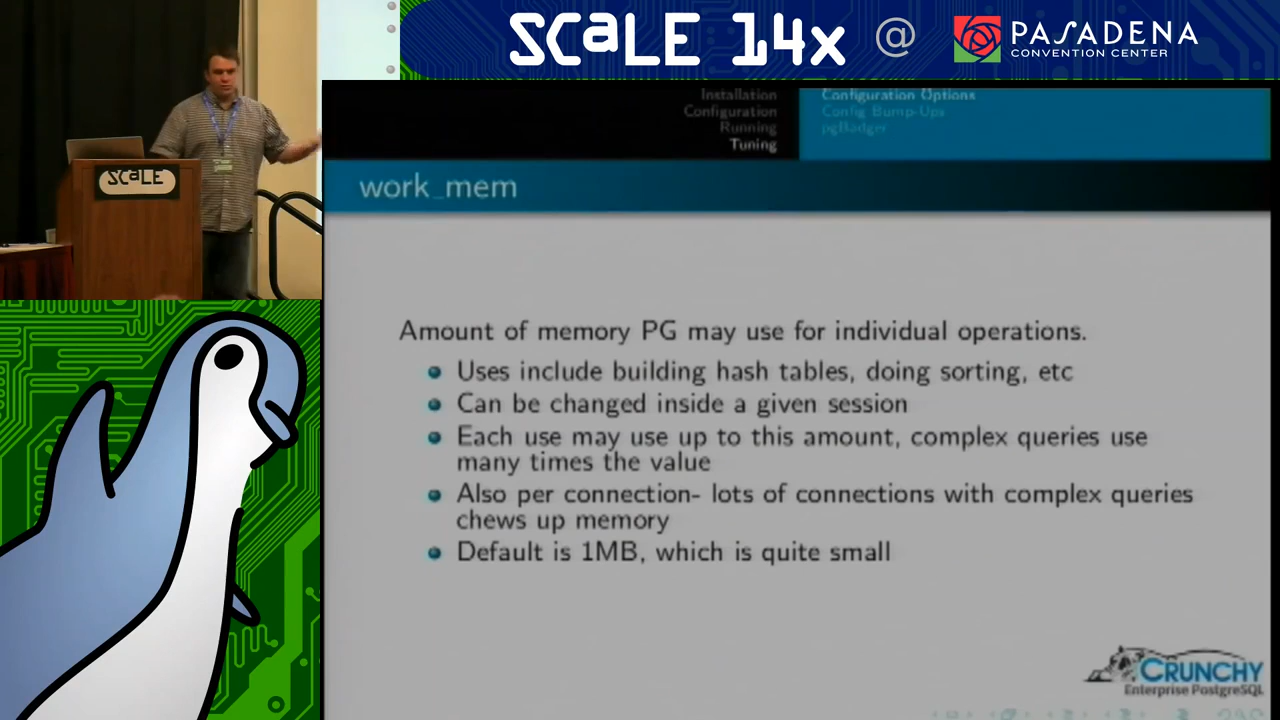 SCALE 14x @ PASADENA
CONVENTION CENTER
SCALE
Installation
Configuration
Running
Tuning
Configuration Options
Config Bump-Ups
pgBadger
work_mem
Amount of memory PG may use for individual operations.
Uses include building hash tables, doing sorting, etc
Can be changed inside a given session
Each use may use up to this amount, complex queries use
many times the value
Also per connection- lots of connections with complex queries
chews up memory
Default is 1MB, which is quite small
CRUNCHY
Enterprise PostgreSQL